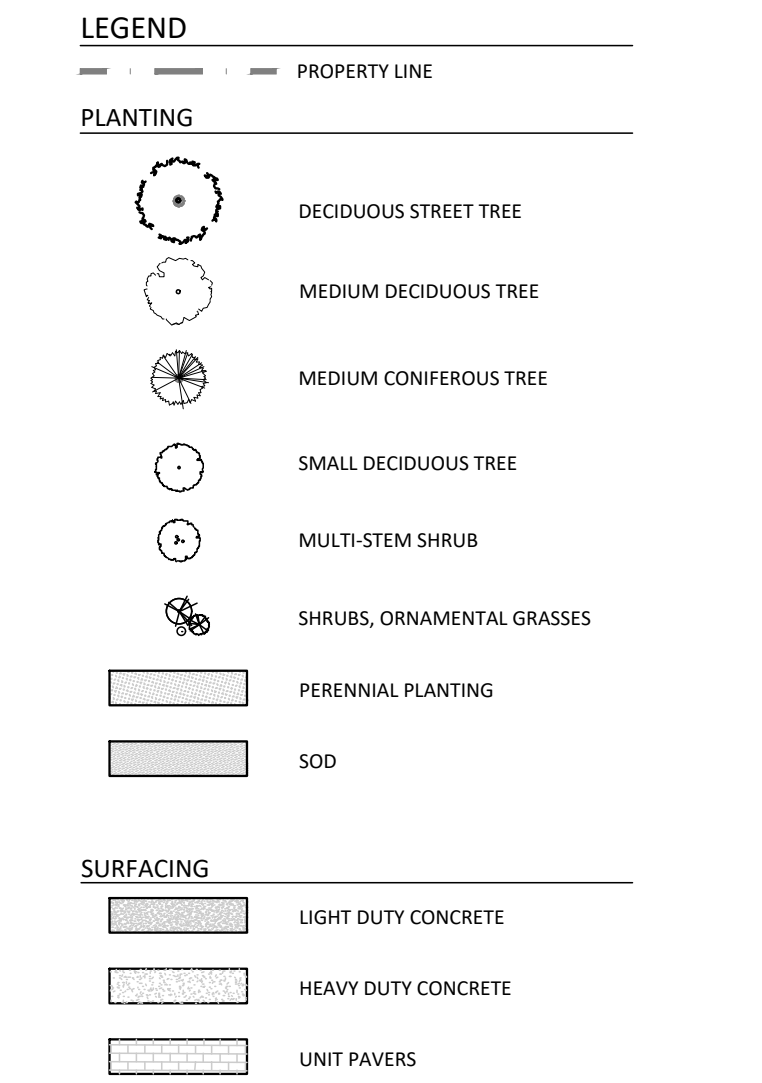 LEGEND
PROPERTY LINE
PLANTING
DECIDUOUS STREET TREE
MEDIUM DECIDUOUS TREE
MEDIUM CONIFEROUS TREE
SMALL DECIDUOUS TREE
MULTI-STEM SHRUB
SHRUBS, ORNAMENTAL GRASSES
PERENNIAL PLANTING
SOD
SURFACING
LIGHT DUTY CONCRETE
HEAVY DUTY CONCRETE
UNIT PAVERS